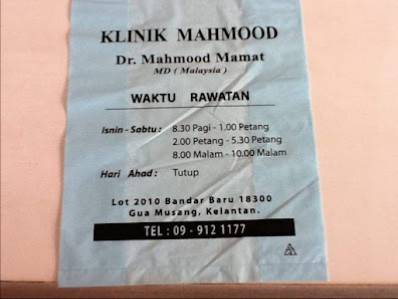 KLINIK MAHMOOD
Dr. Mahmood Mamat
MD ( Malaysia )
WAKTU RAWATAN
Isnin - Sabtu : 8.30 Pagi - 1.00 Petang
2.00 Petang - 5.30 Petang
8.00 Malam - 10.00 Malam
Hari Ahad : Tutup
Lot 2010 Bandar Baru 18300
Gua Musang, Kelantan.
TEL : 09 - 912 1177